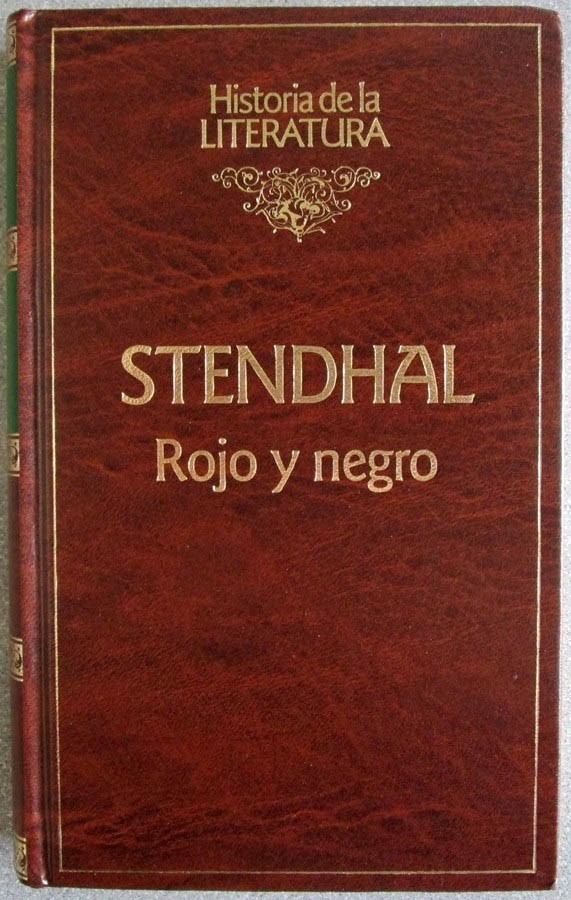 Historia de la
LITERATURA
STENDHAL
Rojo y negro